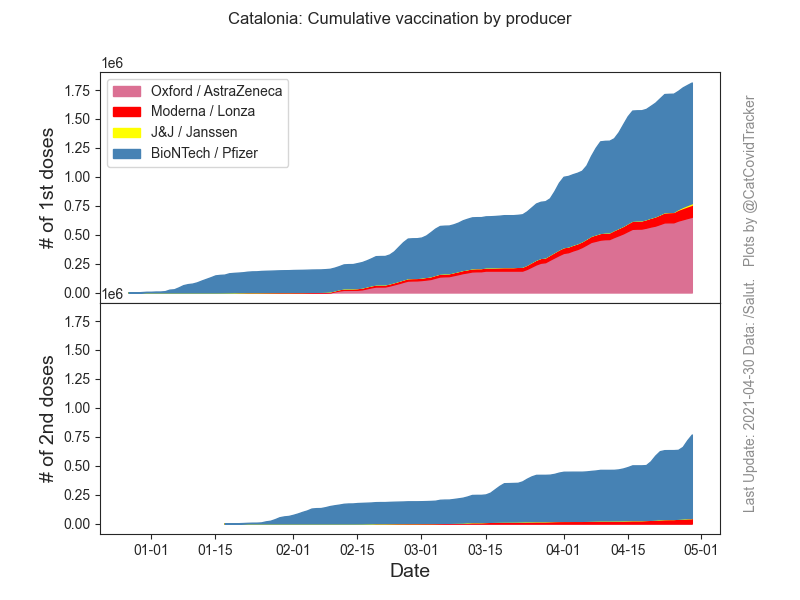 Catalonia: Cumulative vaccination by producer
1e6
1.75
1.50
1.25
1.00
0.75
0.50
0.25
0.00
# of 1st doses
Oxford / AstraZeneca
Moderna / Lonza
J&J / Janssen
BioNTech / Pfizer
1e6
1.75
1.50
1.25
1.00
0.75
0.50
0.25
0.00
# of 2nd doses
01-01 01-15 02-01 02-15 03-01 03-15 04-01 04-15 05-01
Date
Last Update: 2021-04-30 Data: /Salut. Plots by @CatCovidTracker